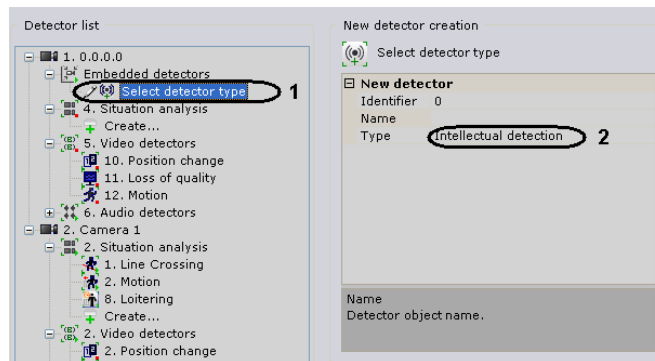 Detector list
1. 0.0.0.0
Embedded detectors
Select detector type
1
4. Situation analysis
Create...
5. Video detectors
10. Position change
11. Loss of quality
12. Motion
6. Audio detectors
2. Camera 1
2. Situation analysis
1. Line Crossing
2. Motion
8. Loitering
Create...
2. Video detectors
2. Position change
New detector creation
Select detector type
New detector
Identifier 0
Name
Type Intellectual detection 2
Name
Detector object name.